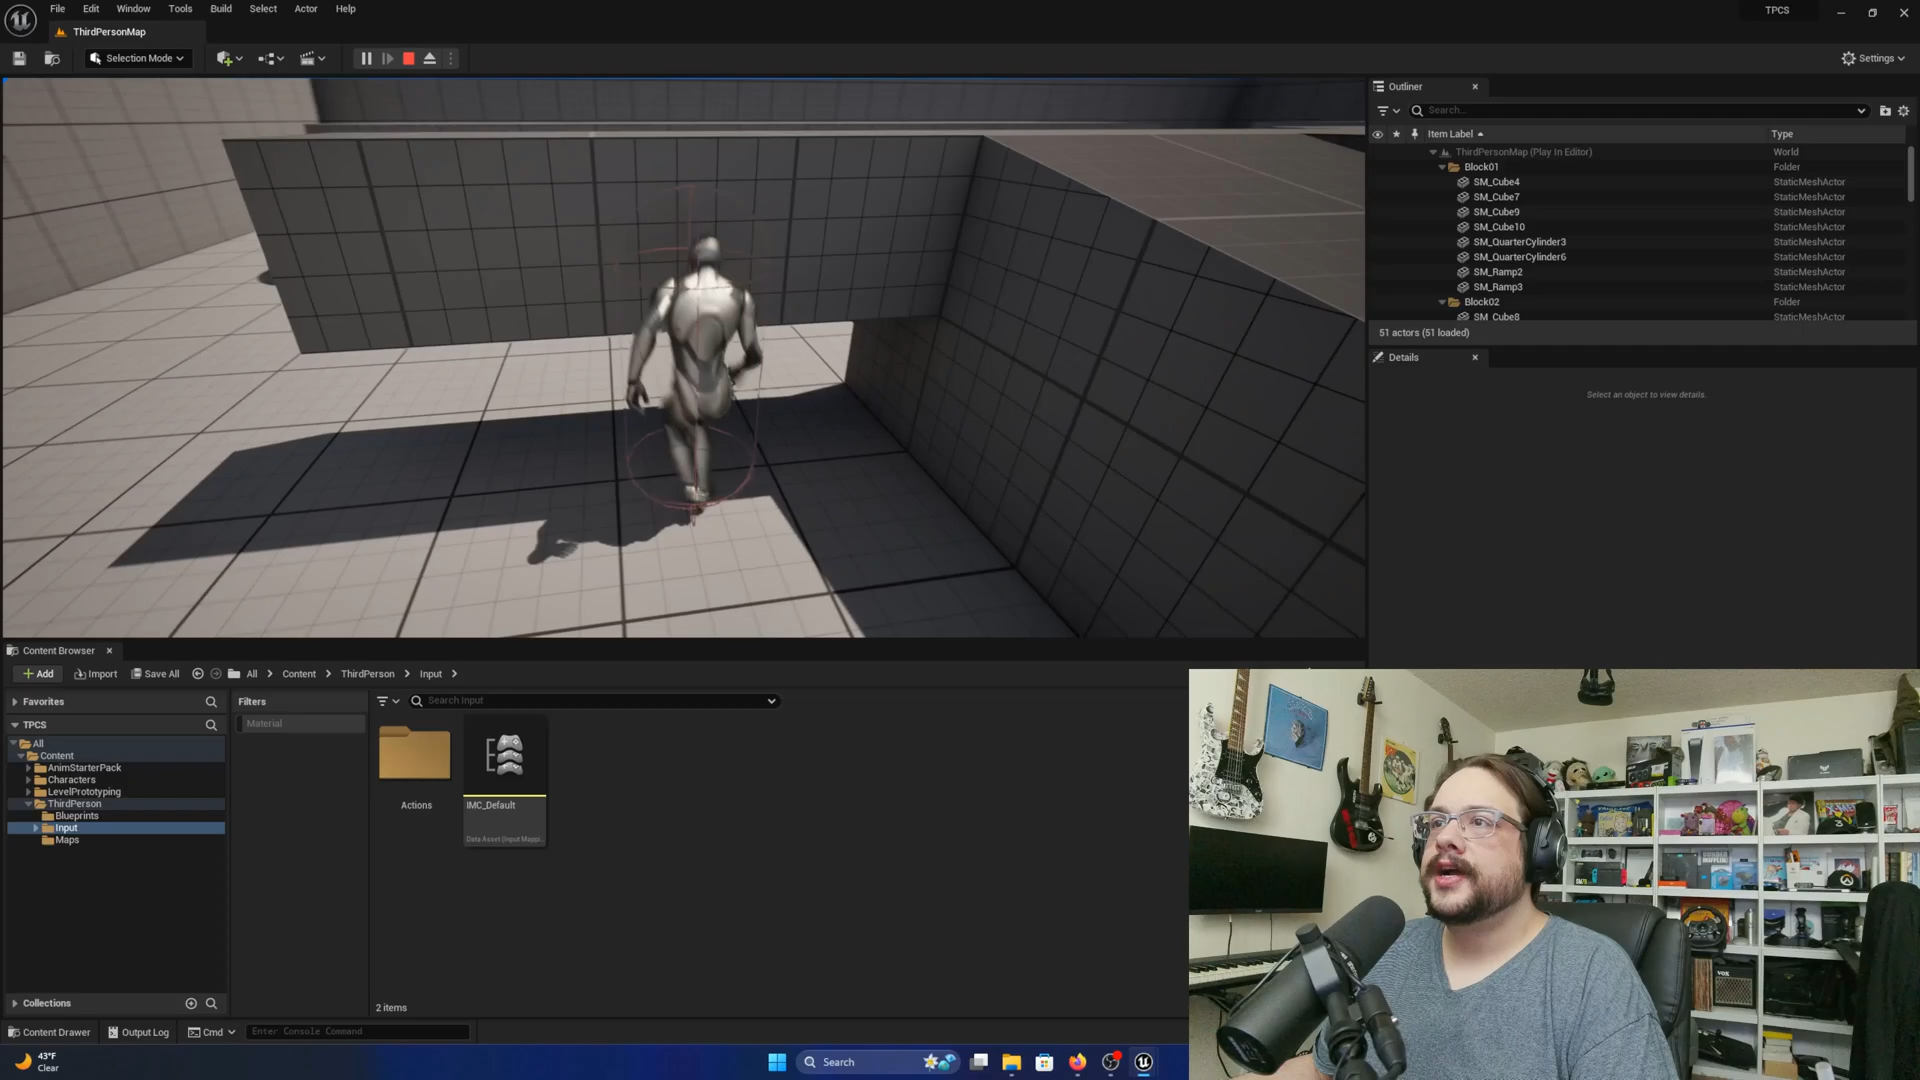 File Edit Window Tools Build Select Actor Help
TPCS
ThirdPersonMap
Selection Mode
Settings
Outliner
Search...
Item Label Type
ThirdPersonMap (Play In Editor) World
Block01 Folder
SM_Cube4 StaticMeshActor
SM_Cube7 StaticMeshActor
SM_Cube9 StaticMeshActor
SM_Cube10 StaticMeshActor
SM_QuarterCylinder3 StaticMeshActor
SM_QuarterCylinder6 StaticMeshActor
SM_Ramp2 StaticMeshActor
SM_Ramp3 StaticMeshActor
Block02 Folder
SM_Cube8 StaticMeshActor
51 actors (51 loaded)
Details
Select an object to view details.
Content Browser
Add Import Save All All Content ThirdPerson Input
Favorites
Filters
Search Input
TPCS
Material
All
Content
AnimStarterPack
Characters
LevelPrototyping
ThirdPerson
Blueprints
Input
Maps
Actions
IMC_Default
Data Asset (Input Mappi...
2 items
Collections
Content Drawer Output Log Cmd Enter Console Command
43°F
Clear
Search
VOX